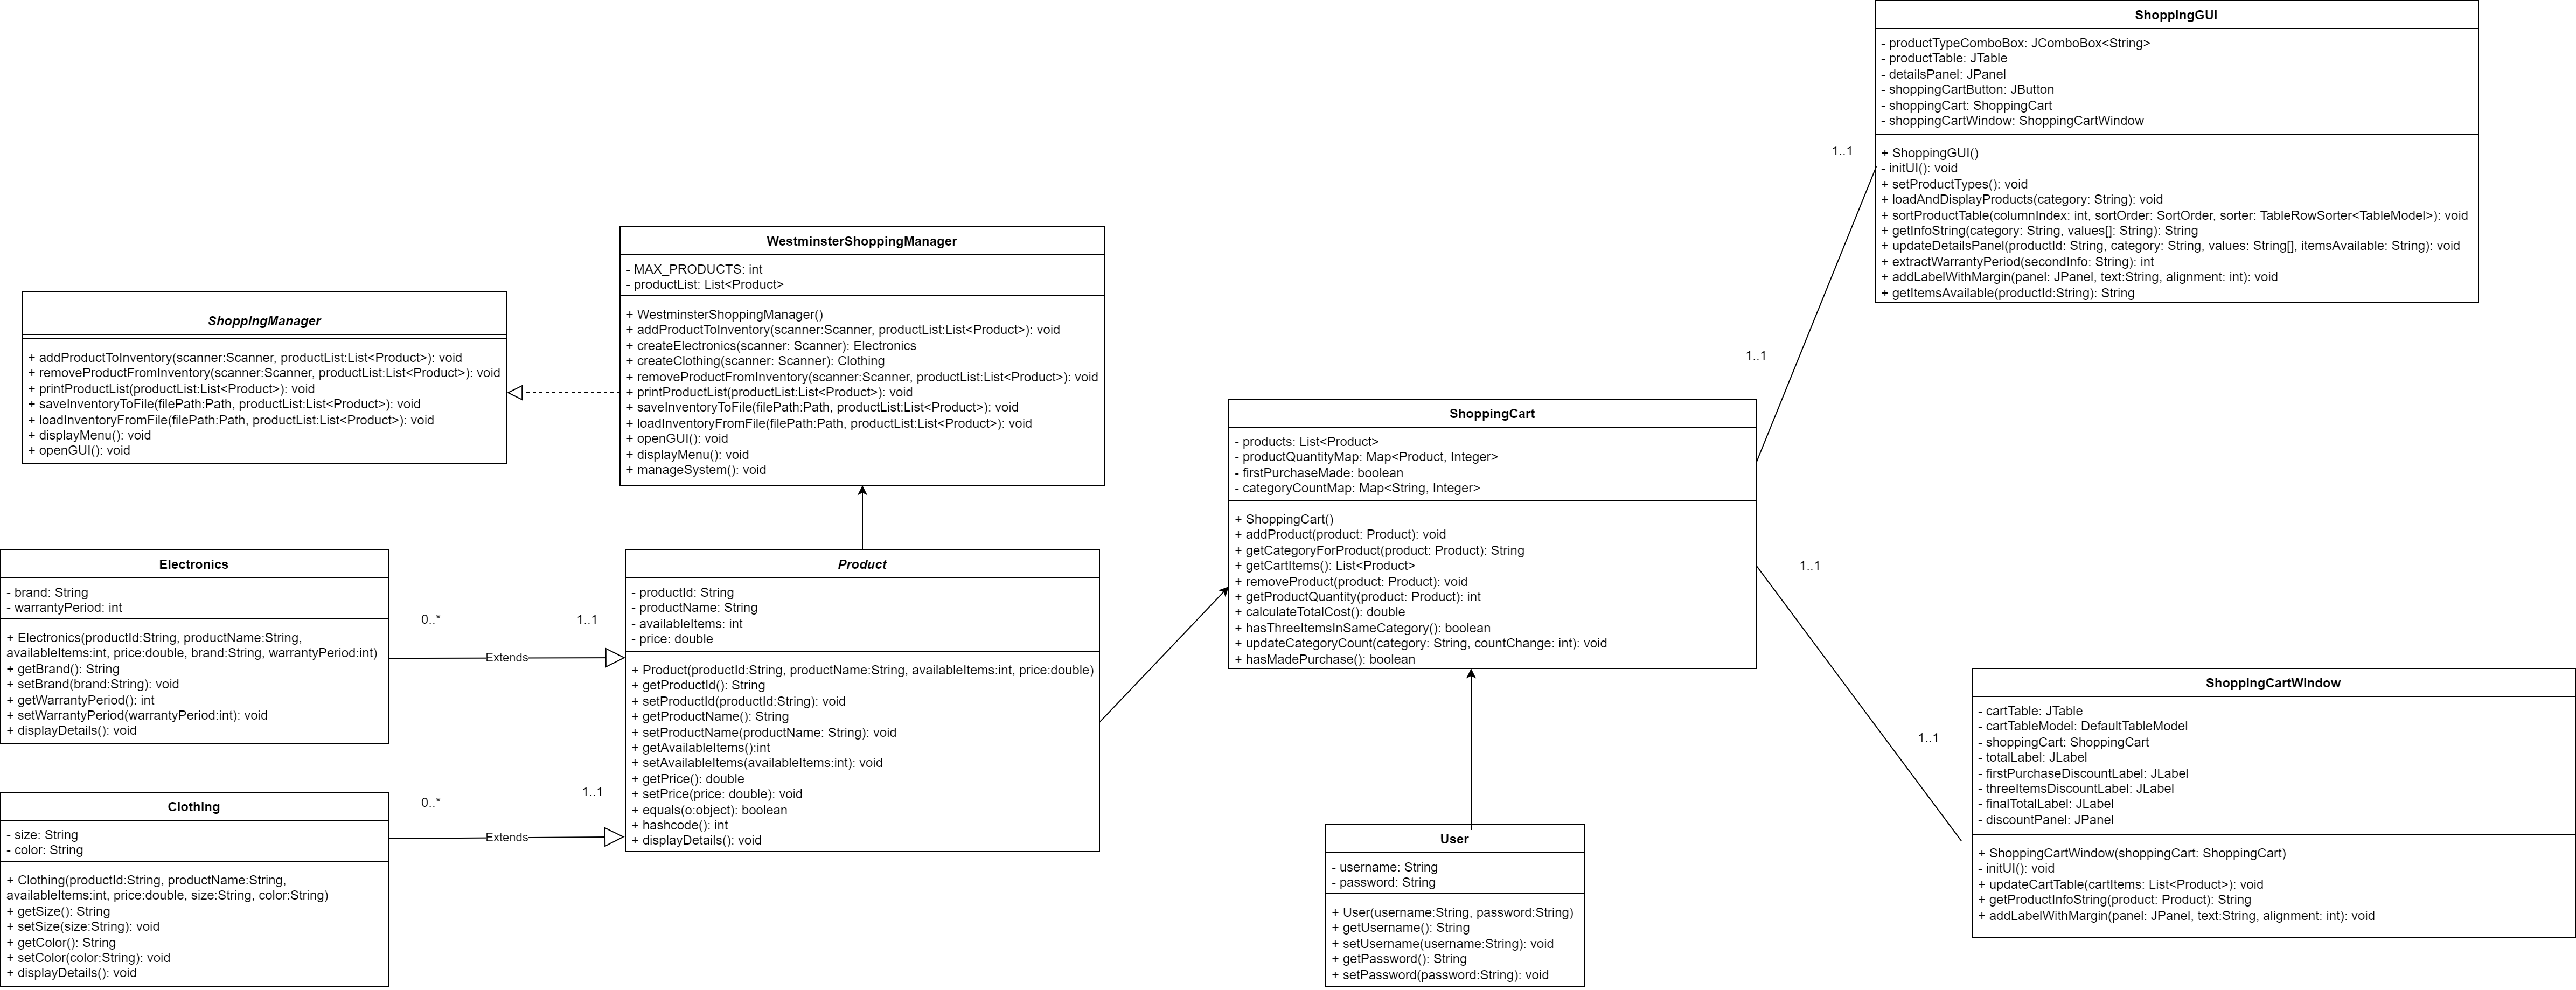 ShoppingGUI
- productTypeComboBox: JComboBox<String>
- productTable: JTable
- detailsPanel: JPanel
- shoppingCartButton: JButton
- shoppingCart: ShoppingCart
- shoppingCartWindow: ShoppingCartWindow
+ ShoppingGUI()
- initUI(): void
+ setProductTypes(): void
+ loadAndDisplayProducts(category: String): void
+ sortProductTable(columnIndex: int, sortOrder: SortOrder, sorter: TableRowSorter<TableModel>): void
+ getInfoString(category: String, values[]: String): String
+ updateDetailsPanel(productId: String, category: String, values: String[], itemsAvailable: String): void
+ extractWarrantyPeriod(secondInfo: String): int
+ addLabelWithMargin(panel: JPanel, text:String, alignment: int): void
+ getItemsAvailable(productId:String): String
1..1
1..1
WestminsterShoppingManager
- MAX_PRODUCTS: int
- productList: List<Product>
+ WestminsterShoppingManager()
+ addProductToInventory(scanner:Scanner, productList:List<Product>): void
+ createElectronics(scanner: Scanner): Electronics
+ createClothing(scanner: Scanner): Clothing
+ removeProductFromInventory(scanner:Scanner, productList:List<Product>): void
+ printProductList(productList:List<Product>): void
+ saveInventoryToFile(filePath:Path, productList:List<Product>): void
+ loadInventoryFromFile(filePath:Path, productList:List<Product>): void
+ openGUI(): void
+ displayMenu(): void
+ manageSystem(): void
ShoppingManager
+ addProductToInventory(scanner:Scanner, productList:List<Product>): void
+ removeProductFromInventory(scanner:Scanner, productList:List<Product>): void
+ printProductList(productList:List<Product>): void
+ saveInventoryToFile(filePath:Path, productList:List<Product>): void
+ loadInventoryFromFile(filePath:Path, productList:List<Product>): void
+ displayMenu(): void
+ openGUI(): void
ShoppingCart
- products: List<Product>
- productQuantityMap: Map<Product, Integer>
- firstPurchaseMade: boolean
- categoryCountMap: Map<String, Integer>
+ ShoppingCart()
+ addProduct(product: Product): void
+ getCategoryForProduct(product: Product): String
+ getCartItems(): List<Product>
+ removeProduct(product: Product): void
+ getProductQuantity(product: Product): int
+ calculateTotalCost(): double
+ hasThreeItemsInSameCategory(): boolean
+ updateCategoryCount(category: String, countChange: int): void
+ hasMadePurchase(): boolean
1..1
1..1
Electronics
- brand: String
- warrantyPeriod: int
+ Electronics(productId:String, productName:String,
availableItems:int, price:double, brand:String, warrantyPeriod:int)
+ getBrand(): String
+ setBrand(brand:String): void
+ getWarrantyPeriod(): int
+ setWarrantyPeriod(warrantyPeriod:int): void
+ displayDetails(): void
0..*
1..1
Extends
Product
- productId: String
- productName: String
- availableItems: int
- price: double
+ Product(productId:String, productName:String, availableItems:int, price:double)
+ getProductId(): String
+ setProductId(productId:String): void
+ getProductName(): String
+ setProductName(productName: String): void
+ getAvailableItems():int
+ setAvailableItems(availableItems:int): void
+ getPrice(): double
+ setPrice(price: double): void
+ equals(o:object): boolean
+ hashcode(): int
+ displayDetails(): void
Clothing
- size: String
- color: String
+ Clothing(productId:String, productName:String,
availableItems:int, price:double, size:String, color:String)
+ getSize(): String
+ setSize(size:String): void
+ getColor(): String
+ setColor(color:String): void
+ displayDetails(): void
0..*
1..1
Extends
User
- username: String
- password: String
+ User(username:String, password:String)
+ getUsername(): String
+ setUsername(username:String): void
+ getPassword(): String
+ setPassword(password:String): void
ShoppingCartWindow
- cartTable: JTable
- cartTableModel: DefaultTableModel
- shoppingCart: ShoppingCart
- totalLabel: JLabel
- firstPurchaseDiscountLabel: JLabel
- threeItemsDiscountLabel: JLabel
- finalTotalLabel: JLabel
- discountPanel: JPanel
+ ShoppingCartWindow(shoppingCart: ShoppingCart)
- initUI(): void
+ updateCartTable(cartItems: List<Product>): void
+ getProductInfoString(product: Product): String
+ addLabelWithMargin(panel: JPanel, text:String, alignment: int): void